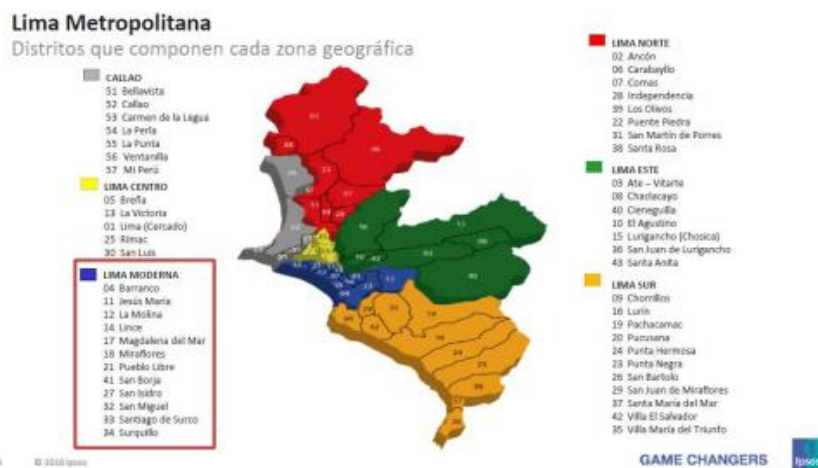 Lima Metropolitana
Distritos que componen cada zona geográfica
CALLAO
51 Bellavista
52 Callao
53 Carmen de la Legua
54 La Perla
55 La Punta
56 Ventanilla
57 Mi Perú
LIMA CENTRO
05 Breña
13 La Victoria
01 Lima (Cercado)
25 Rimac
30 San Luis
LIMA MODERNA
04 Barranco
11 Jesús María
12 La Molina
14 Lince
17 Magdalena del Mar
18 Miraflores
21 Pueblo Libre
41 San Borja
27 San Isidro
32 San Miguel
33 Santiago de Surco
34 Surquillo
LIMA NORTE
02 Ancón
06 Carabayllo
07 Comas
28 Independencia
39 Los Olivos
22 Puente Piedra
31 San Martín de Porres
38 Santa Rosa
LIMA ESTE
03 Ate – Vitarte
08 Chaclacayo
40 Cieneguilla
10 El Agustino
15 Lurigancho (Chosica)
36 San Juan de Lurigancho
43 Santa Anita
LIMA SUR
09 Chorrillos
16 Lurín
19 Pachacamac
20 Pucusana
24 Punta Hermosa
23 Punta Negra
26 San Bartolo
29 San Juan de Miraflores
37 Santa María del Mar
42 Villa El Salvador
35 Villa María del Triunfo
© 2016 Ipsos
GAME CHANGERS
Ipsos